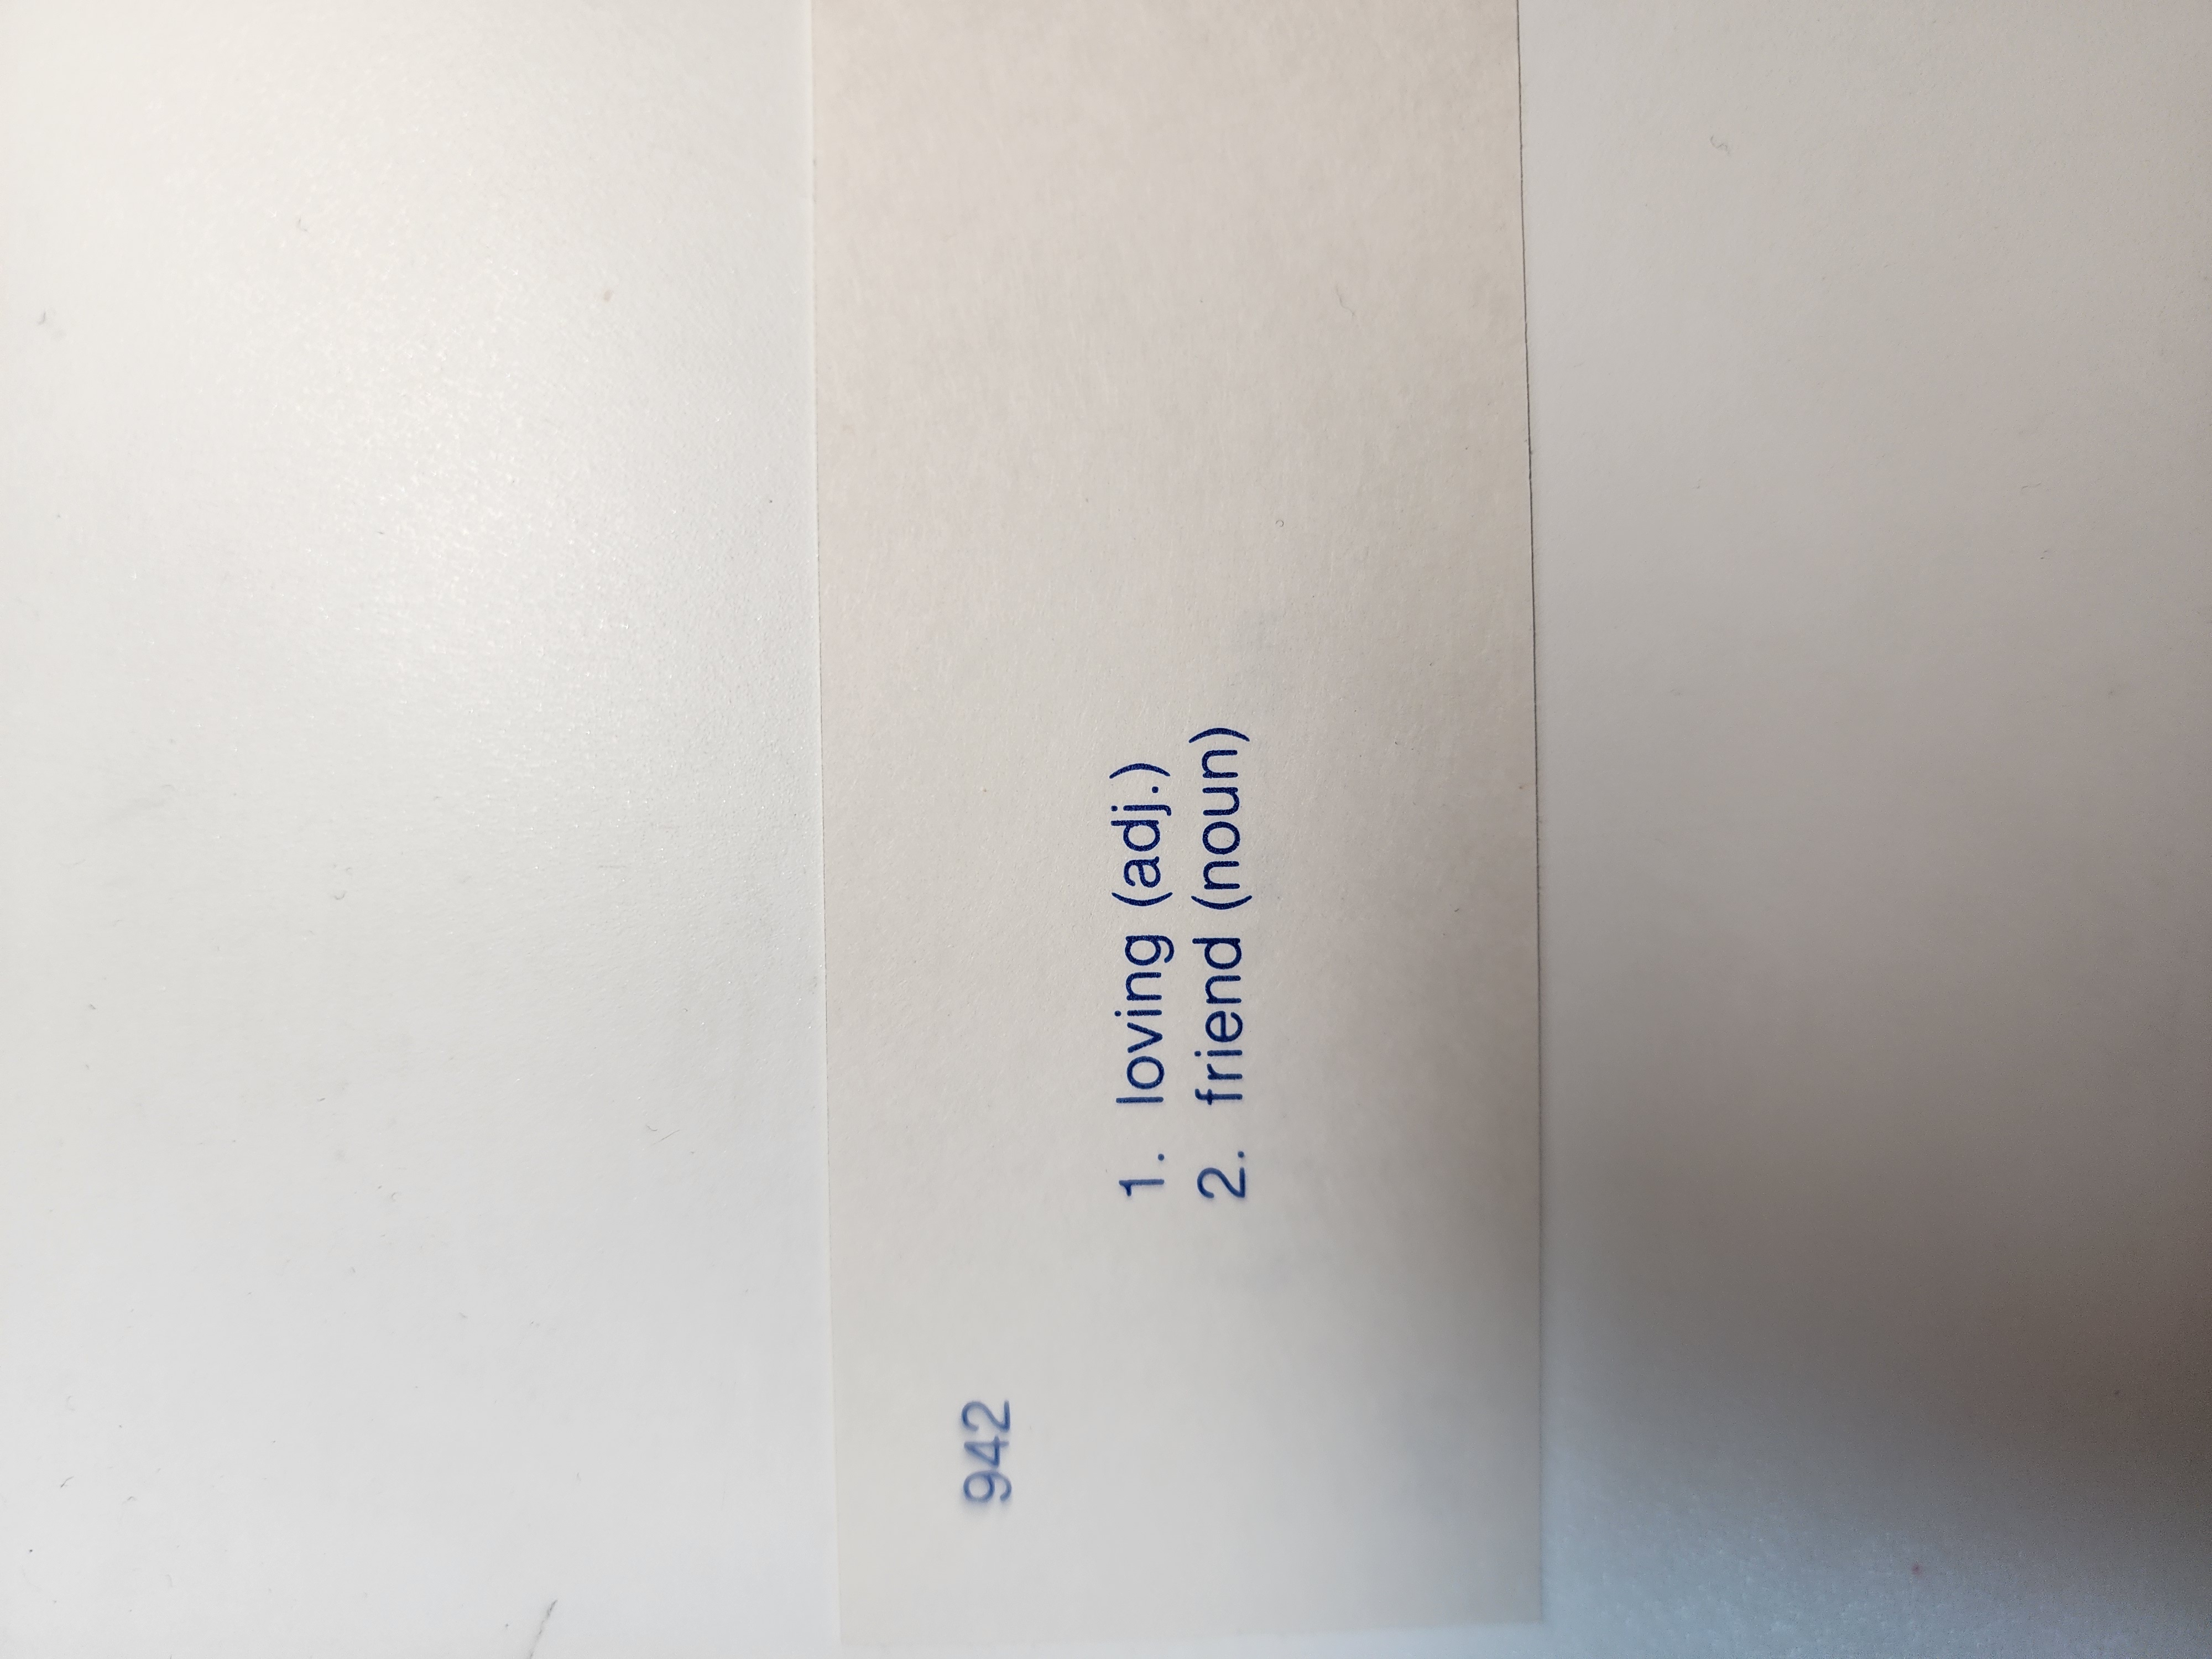 942
1. loving (adj.)
2. friend (noun)